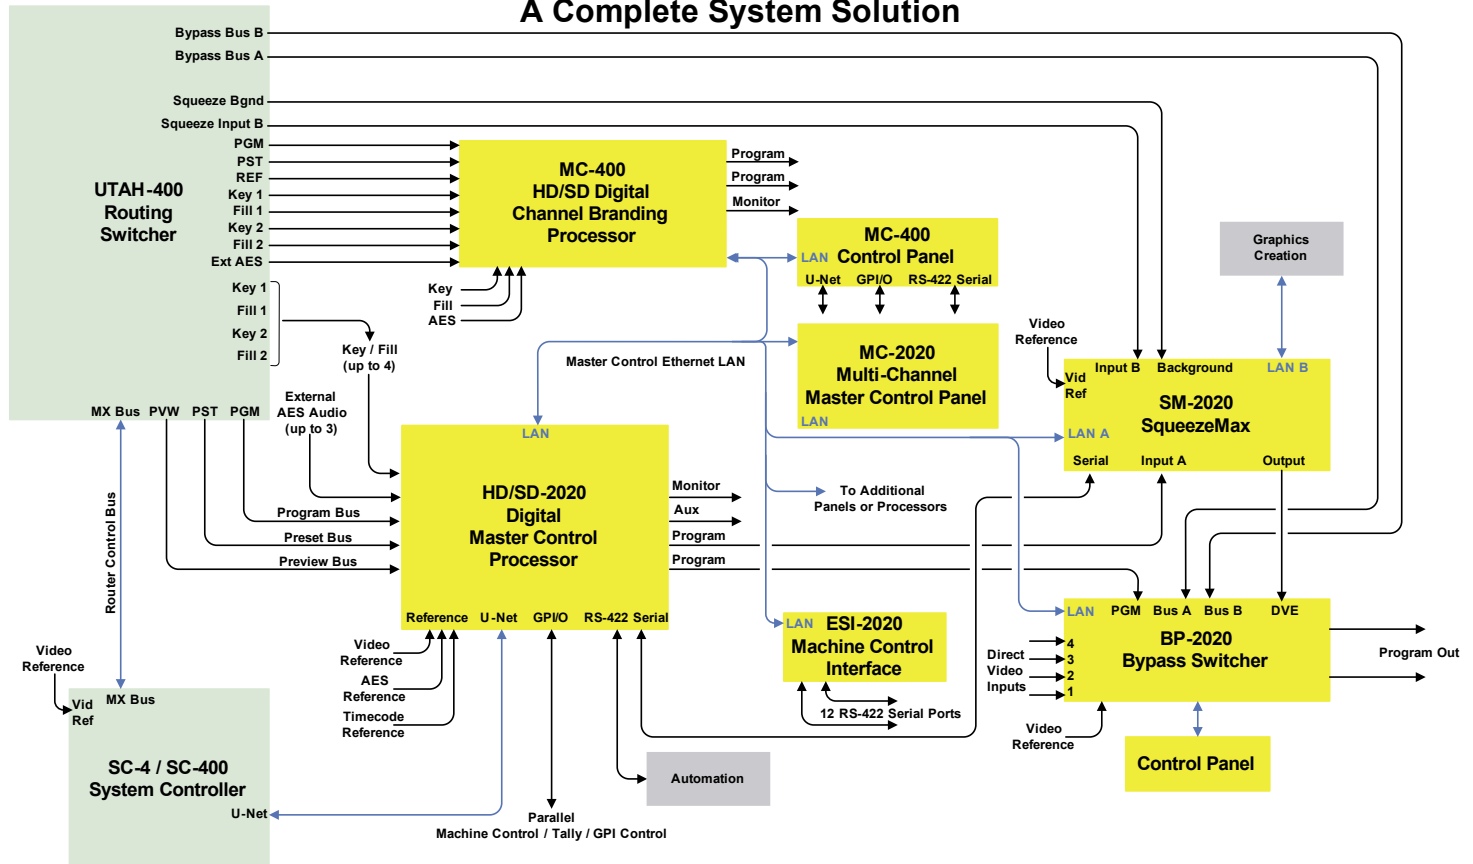 A Complete System Solution
Bypass Bus B
Bypass Bus A
Squeeze Bgnd
Squeeze Input B
PGM
PST
REF
Key 1
Fill 1
Key 2
Fill 2
Ext AES
Key 1
Fill 1
Key 2
Fill 2
UTAH-400
Routing
Switcher
MX Bus
PVW
PST
PGM
MC-400
HD/SD Digital
Channel Branding
Processor
Program
Program
Monitor
Key
Fill
AES
MC-400
Control Panel
LAN
U-Net
GPI/O
RS-422 Serial
Graphics
Creation
Key / Fill
(up to 4)
External
AES Audio
(up to 3)
Master Control Ethernet LAN
MC-2020
Multi-Channel
Master Control Panel
LAN
Video
Reference
Vid
Ref
Input B
Background
LAN B
SM-2020
SqueezeMax
LAN A
Serial
Input A
Output
LAN
HD/SD-2020
Digital
Master Control
Processor
Program Bus
Preset Bus
Preview Bus
Router Control Bus
Monitor
Aux
Program
Program
To Additional
Panels or Processors
Reference
U-Net
GPI/O
RS-422 Serial
Video
Reference
AES
Reference
Timecode
Reference
LAN
ESI-2020
Machine Control
Interface
12 RS-422 Serial Ports
LAN
PGM
Bus A
Bus B
DVE
BP-2020
Bypass Switcher
4
3
2
1
Direct
Video
Inputs
Program Out
Video
Reference
Control Panel
Video
Reference
Vid
Ref
MX Bus
SC-4 / SC-400
System Controller
U-Net
Automation
Parallel
Machine Control / Tally / GPI Control